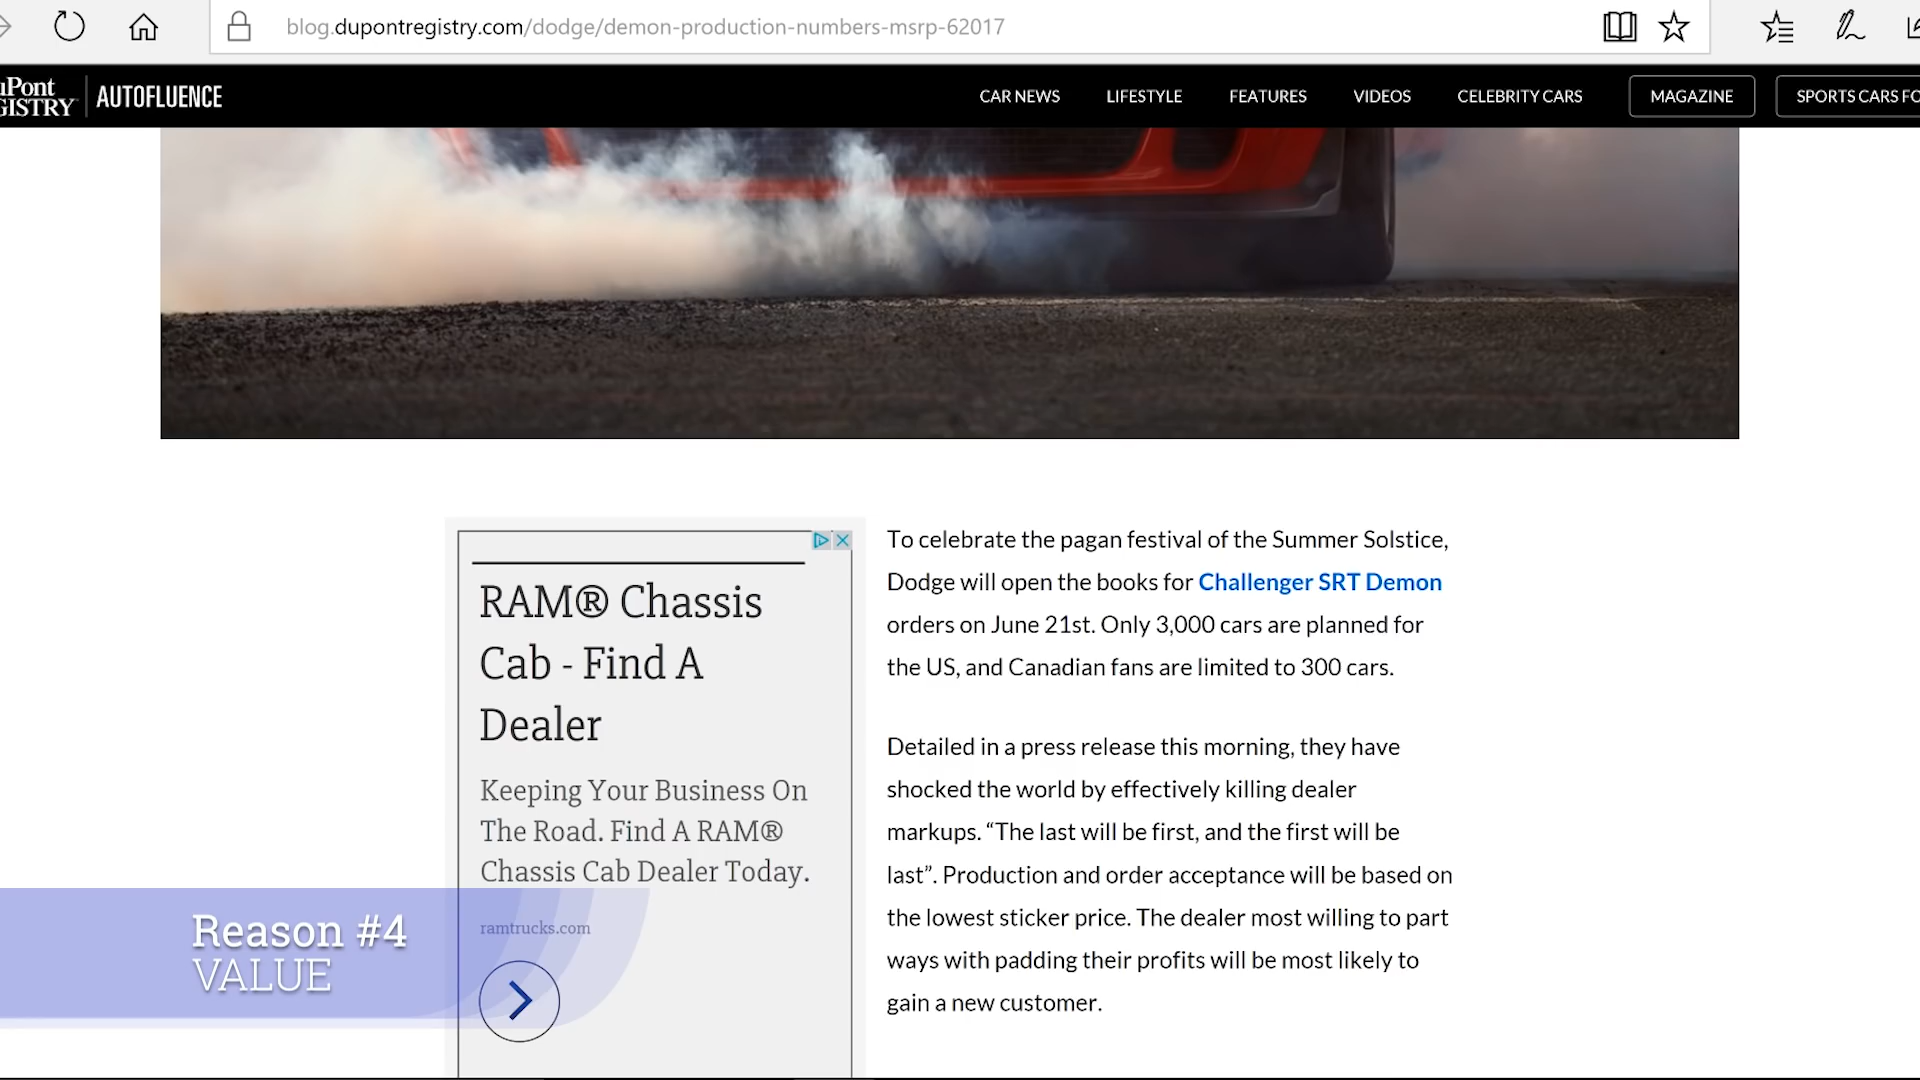 blog.dupontregistry.com/dodge/demon-production-numbers-msrp-62017
AUTOFLUENCE
CAR NEWS
LIFESTYLE
FEATURES
VIDEOS
CELEBRITY CARS
MAGAZINE
SPORTS CARS FO
RAM® Chassis
Cab - Find A
Dealer
Keeping Your Business On
The Road. Find A RAM®
Chassis Cab Dealer Today.
ramtrucks.com
To celebrate the pagan festival of the Summer Solstice,
Dodge will open the books for Challenger SRT Demon
orders on June 21st. Only 3,000 cars are planned for
the US, and Canadian fans are limited to 300 cars.
Detailed in a press release this morning, they have
shocked the world by effectively killing dealer
markups. “The last will be first, and the first will be
last”. Production and order acceptance will be based on
the lowest sticker price. The dealer most willing to part
ways with padding their profits will be most likely to
gain a new customer.
Reason #4
VALUE